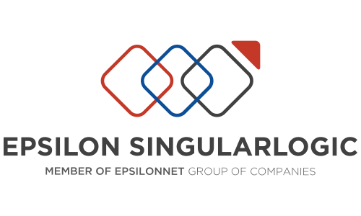 EPSILON SINGULARLOGIC
MEMBER OF EPSILONNET GROUP OF COMPANIES